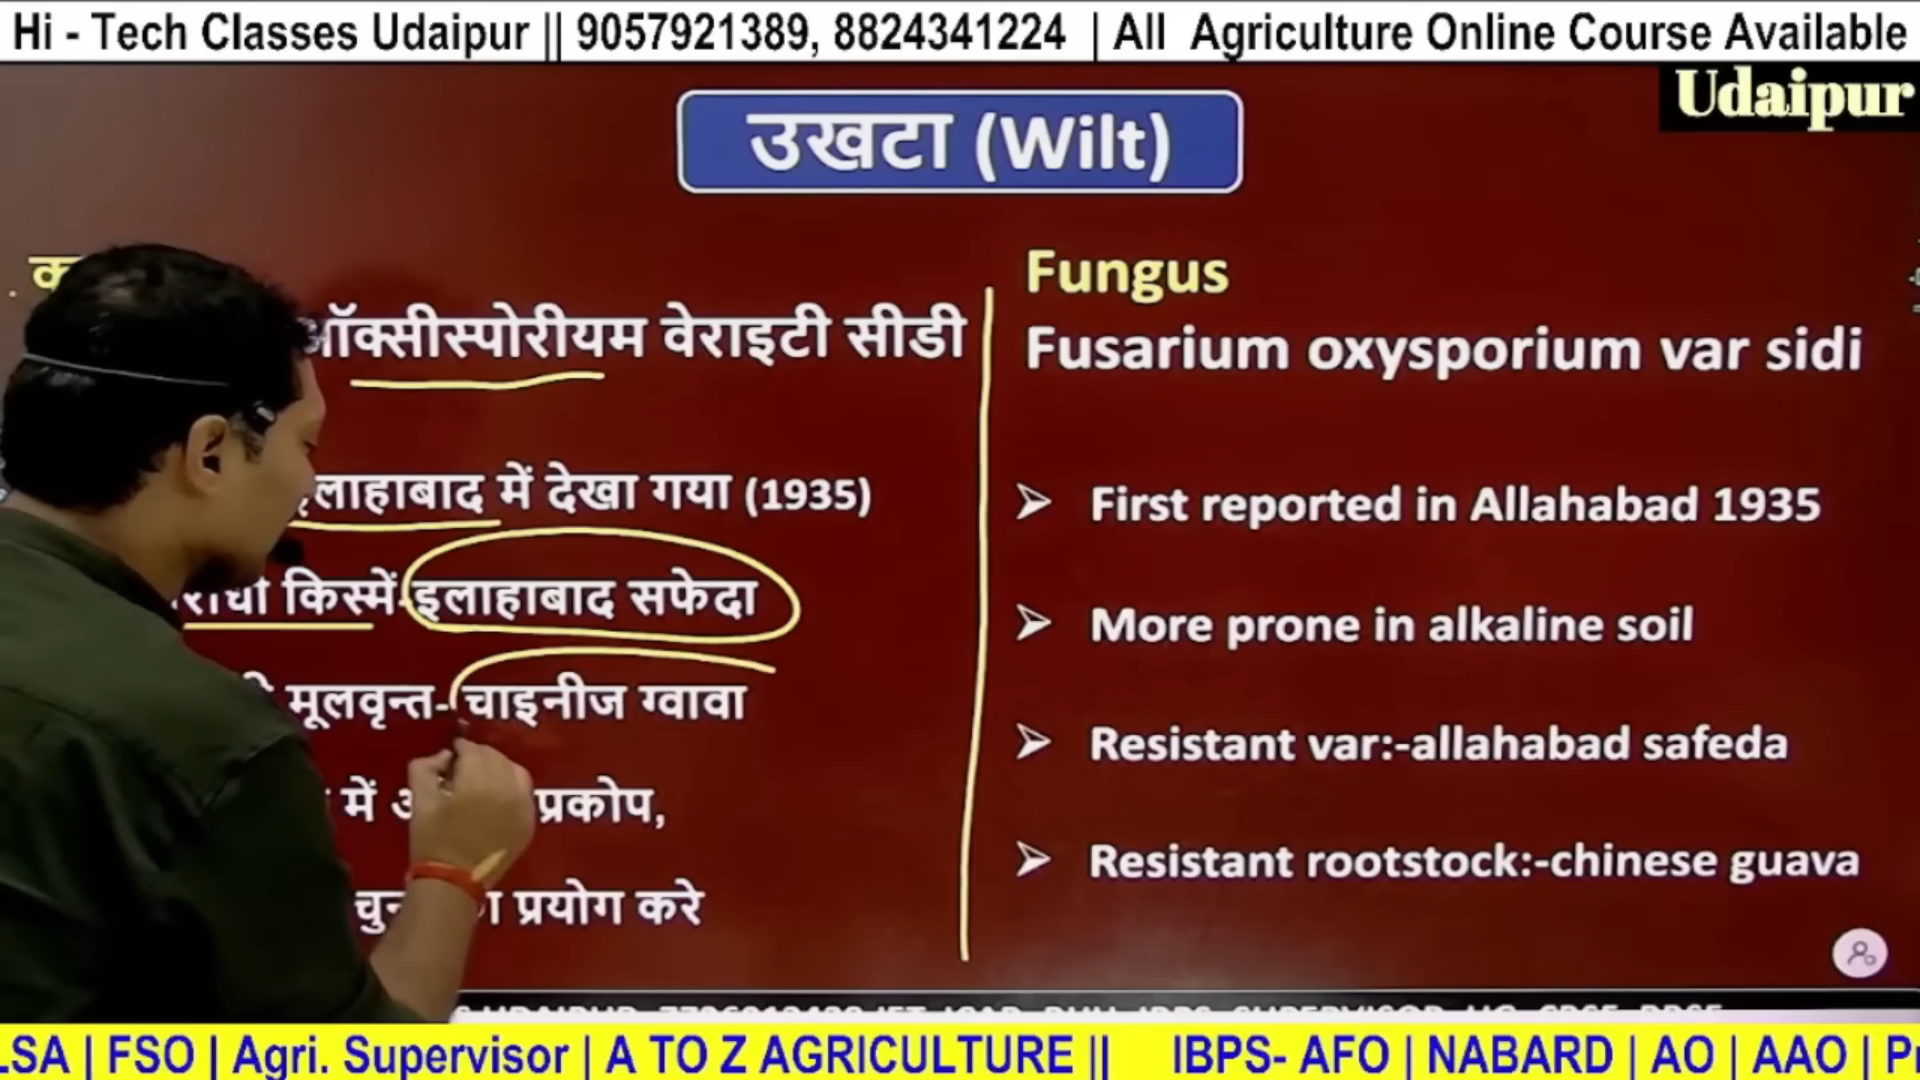 Hi - Tech Classes Udaipur || 9057921389, 8824341224 | All Agriculture Online Course Available
Udaipur
उखटा (Wilt)
ऑक्सीस्पोरीयम वेराइटी सीडी
इलाहाबाद में देखा गया (1935)
किस्में- इलाहाबाद सफेदा
मूलवृन्त- चाइनीज ग्वावा
में प्रकोप,
प्रयोग करे
Fungus
Fusarium oxysporium var sidi
➢ First reported in Allahabad 1935
➢ More prone in alkaline soil
➢ Resistant var:-allahabad safeda
➢ Resistant rootstock:-chinese guava
LSA | FSO | Agri. Supervisor | A TO Z AGRICULTURE || IBPS- AFO | NABARD | AO | AAO |